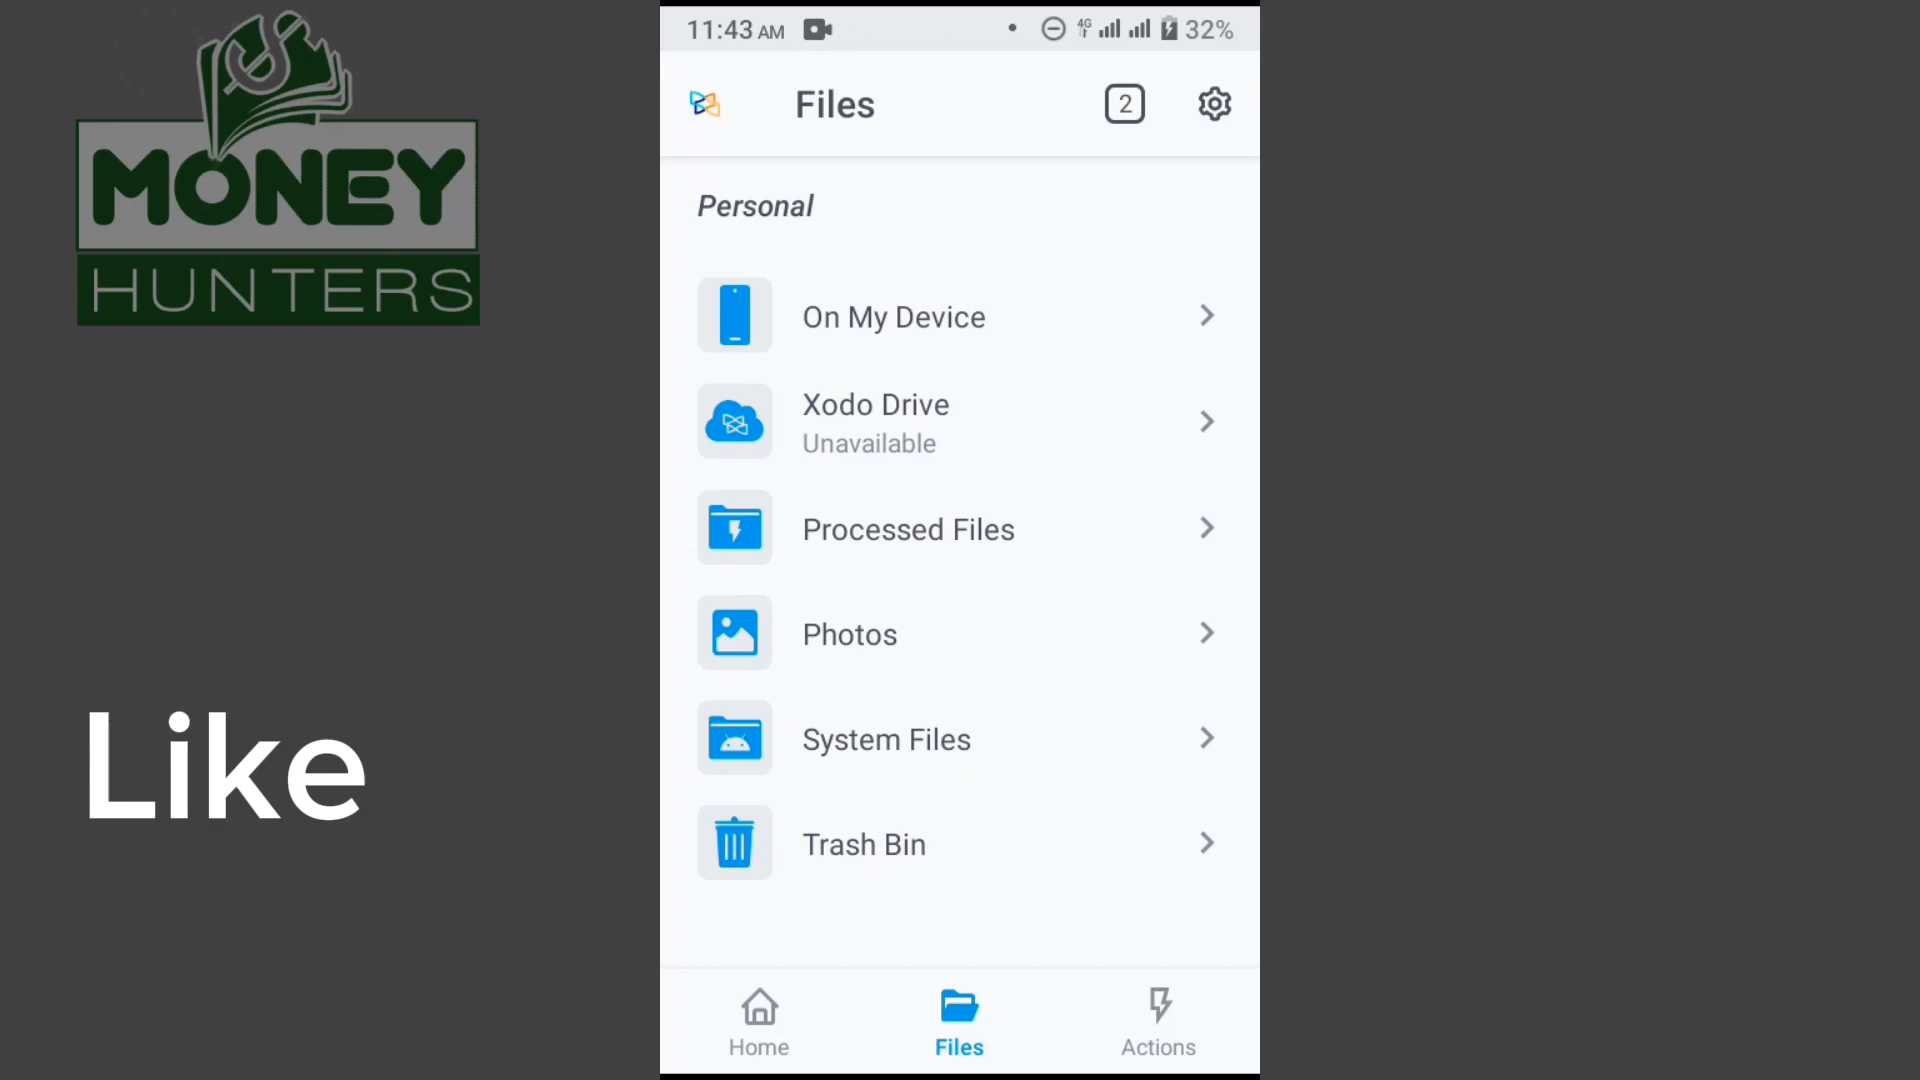 MONEY
HUNTERS
Like
11:43 AM
4G
32%
Files
2
Personal
On My Device
Xodo Drive
Unavailable
Processed Files
Photos
System Files
Trash Bin
Home
Files
Actions